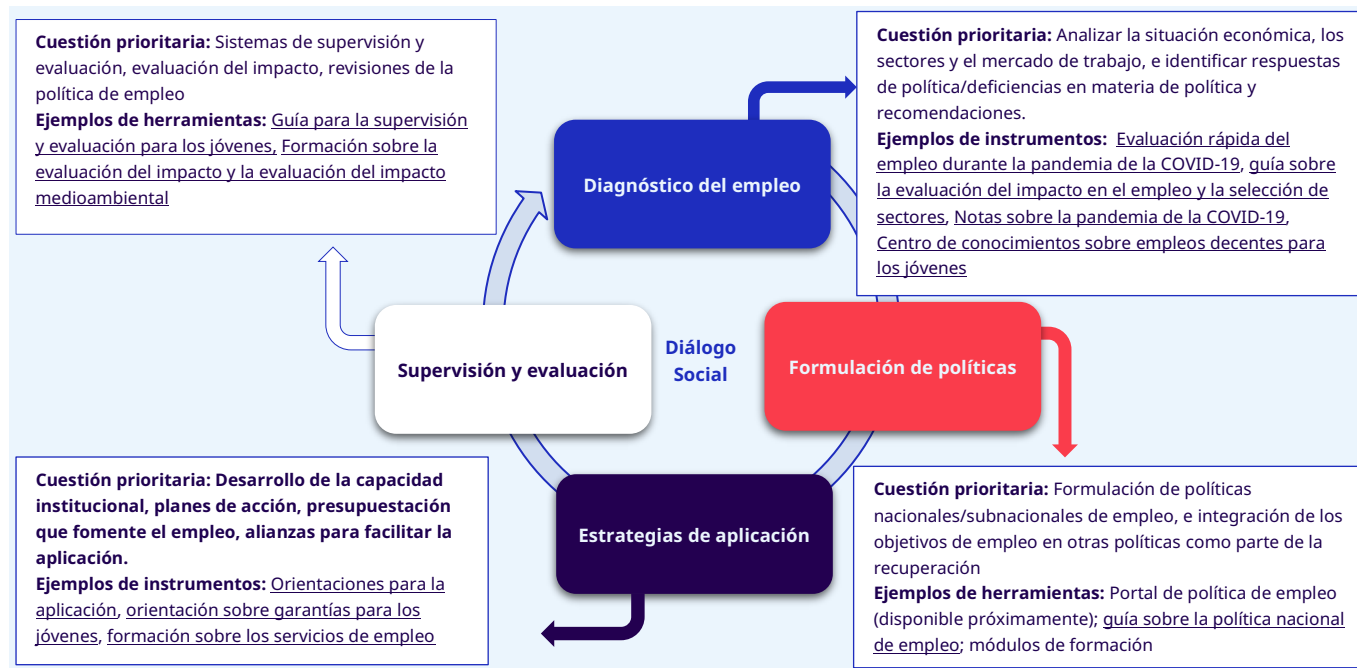 Cuestión prioritaria: Sistemas de supervisión y
evaluación, evaluación del impacto, revisiones de la
política de empleo
Ejemplos de herramientas: Guía para la supervisión
y evaluación para los jóvenes, Formación sobre la
evaluación del impacto y la evaluación del impacto
medioambiental
Cuestión prioritaria: Analizar la situación económica, los
sectores y el mercado de trabajo, e identificar respuestas
de política/deficiencias en materia de política y
recomendaciones.
Ejemplos de instrumentos: Evaluación rápida del
empleo durante la pandemia de la COVID-19, guía sobre
la evaluación del impacto en el empleo y la selección de
sectores, Notas sobre la pandemia de la COVID-19,
Centro de conocimientos sobre empleos decentes para
los jóvenes
Diagnóstico del empleo
Supervisión y evaluación
Diálogo
Social
Formulación de políticas
Estrategias de aplicación
Cuestión prioritaria: Desarrollo de la capacidad
institucional, planes de acción, presupuestación
que fomente el empleo, alianzas para facilitar la
aplicación.
Ejemplos de instrumentos: Orientaciones para la
aplicación, orientación sobre garantías para los
jóvenes, formación sobre los servicios de empleo
Cuestión prioritaria: Formulación de políticas
nacionales/subnacionales de empleo, e integración de los
objetivos de empleo en otras políticas como parte de la
recuperación
Ejemplos de herramientas: Portal de política de empleo
(disponible próximamente); guía sobre la política nacional
de empleo; módulos de formación